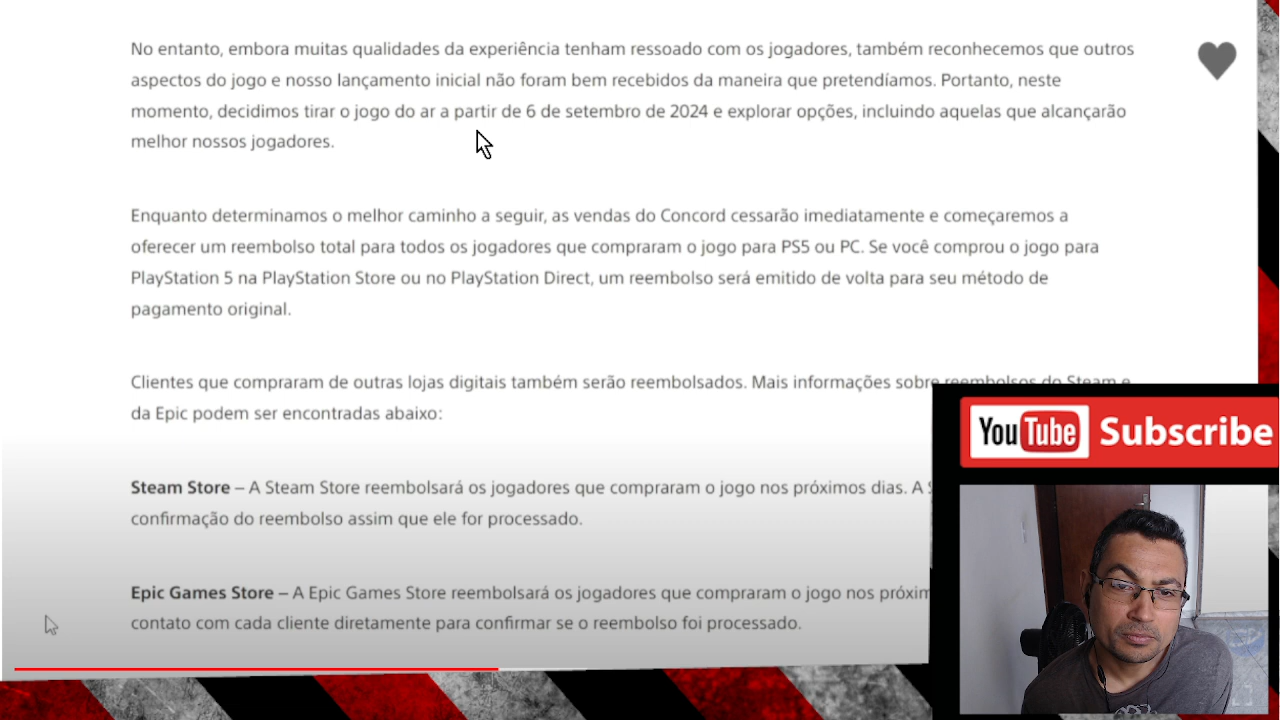 No entanto, embora muitas qualidades da experiência tenham ressoado com os jogadores, também reconhecemos que outros
aspectos do jogo e nosso lançamento inicial não foram bem recebidos da maneira que pretendíamos. Portanto, neste
momento, decidimos tirar o jogo do ar a partir de 6 de setembro de 2024 e explorar opções, incluindo aquelas que alcançarão
melhor nossos jogadores.
Enquanto determinamos o melhor caminho a seguir, as vendas do Concord cessarão imediatamente e começaremos a
oferecer um reembolso total para todos os jogadores que compraram o jogo para PS5 ou PC. Se você comprou o jogo para
PlayStation 5 na PlayStation Store ou no PlayStation Direct, um reembolso será emitido de volta para seu método de
pagamento original.
Clientes que compraram de outras lojas digitais também serão reembolsados. Mais informações sobre reembolsos do Steam e
da Epic podem ser encontradas abaixo:
Steam Store – A Steam Store reembolsará os jogadores que compraram o jogo nos próximos dias. A
confirmação do reembolso assim que ele for processado.
Epic Games Store – A Epic Games Store reembolsará os jogadores que compraram o jogo nos
contato com cada cliente diretamente para confirmar se o reembolso foi processado.
YouTube Subscribe